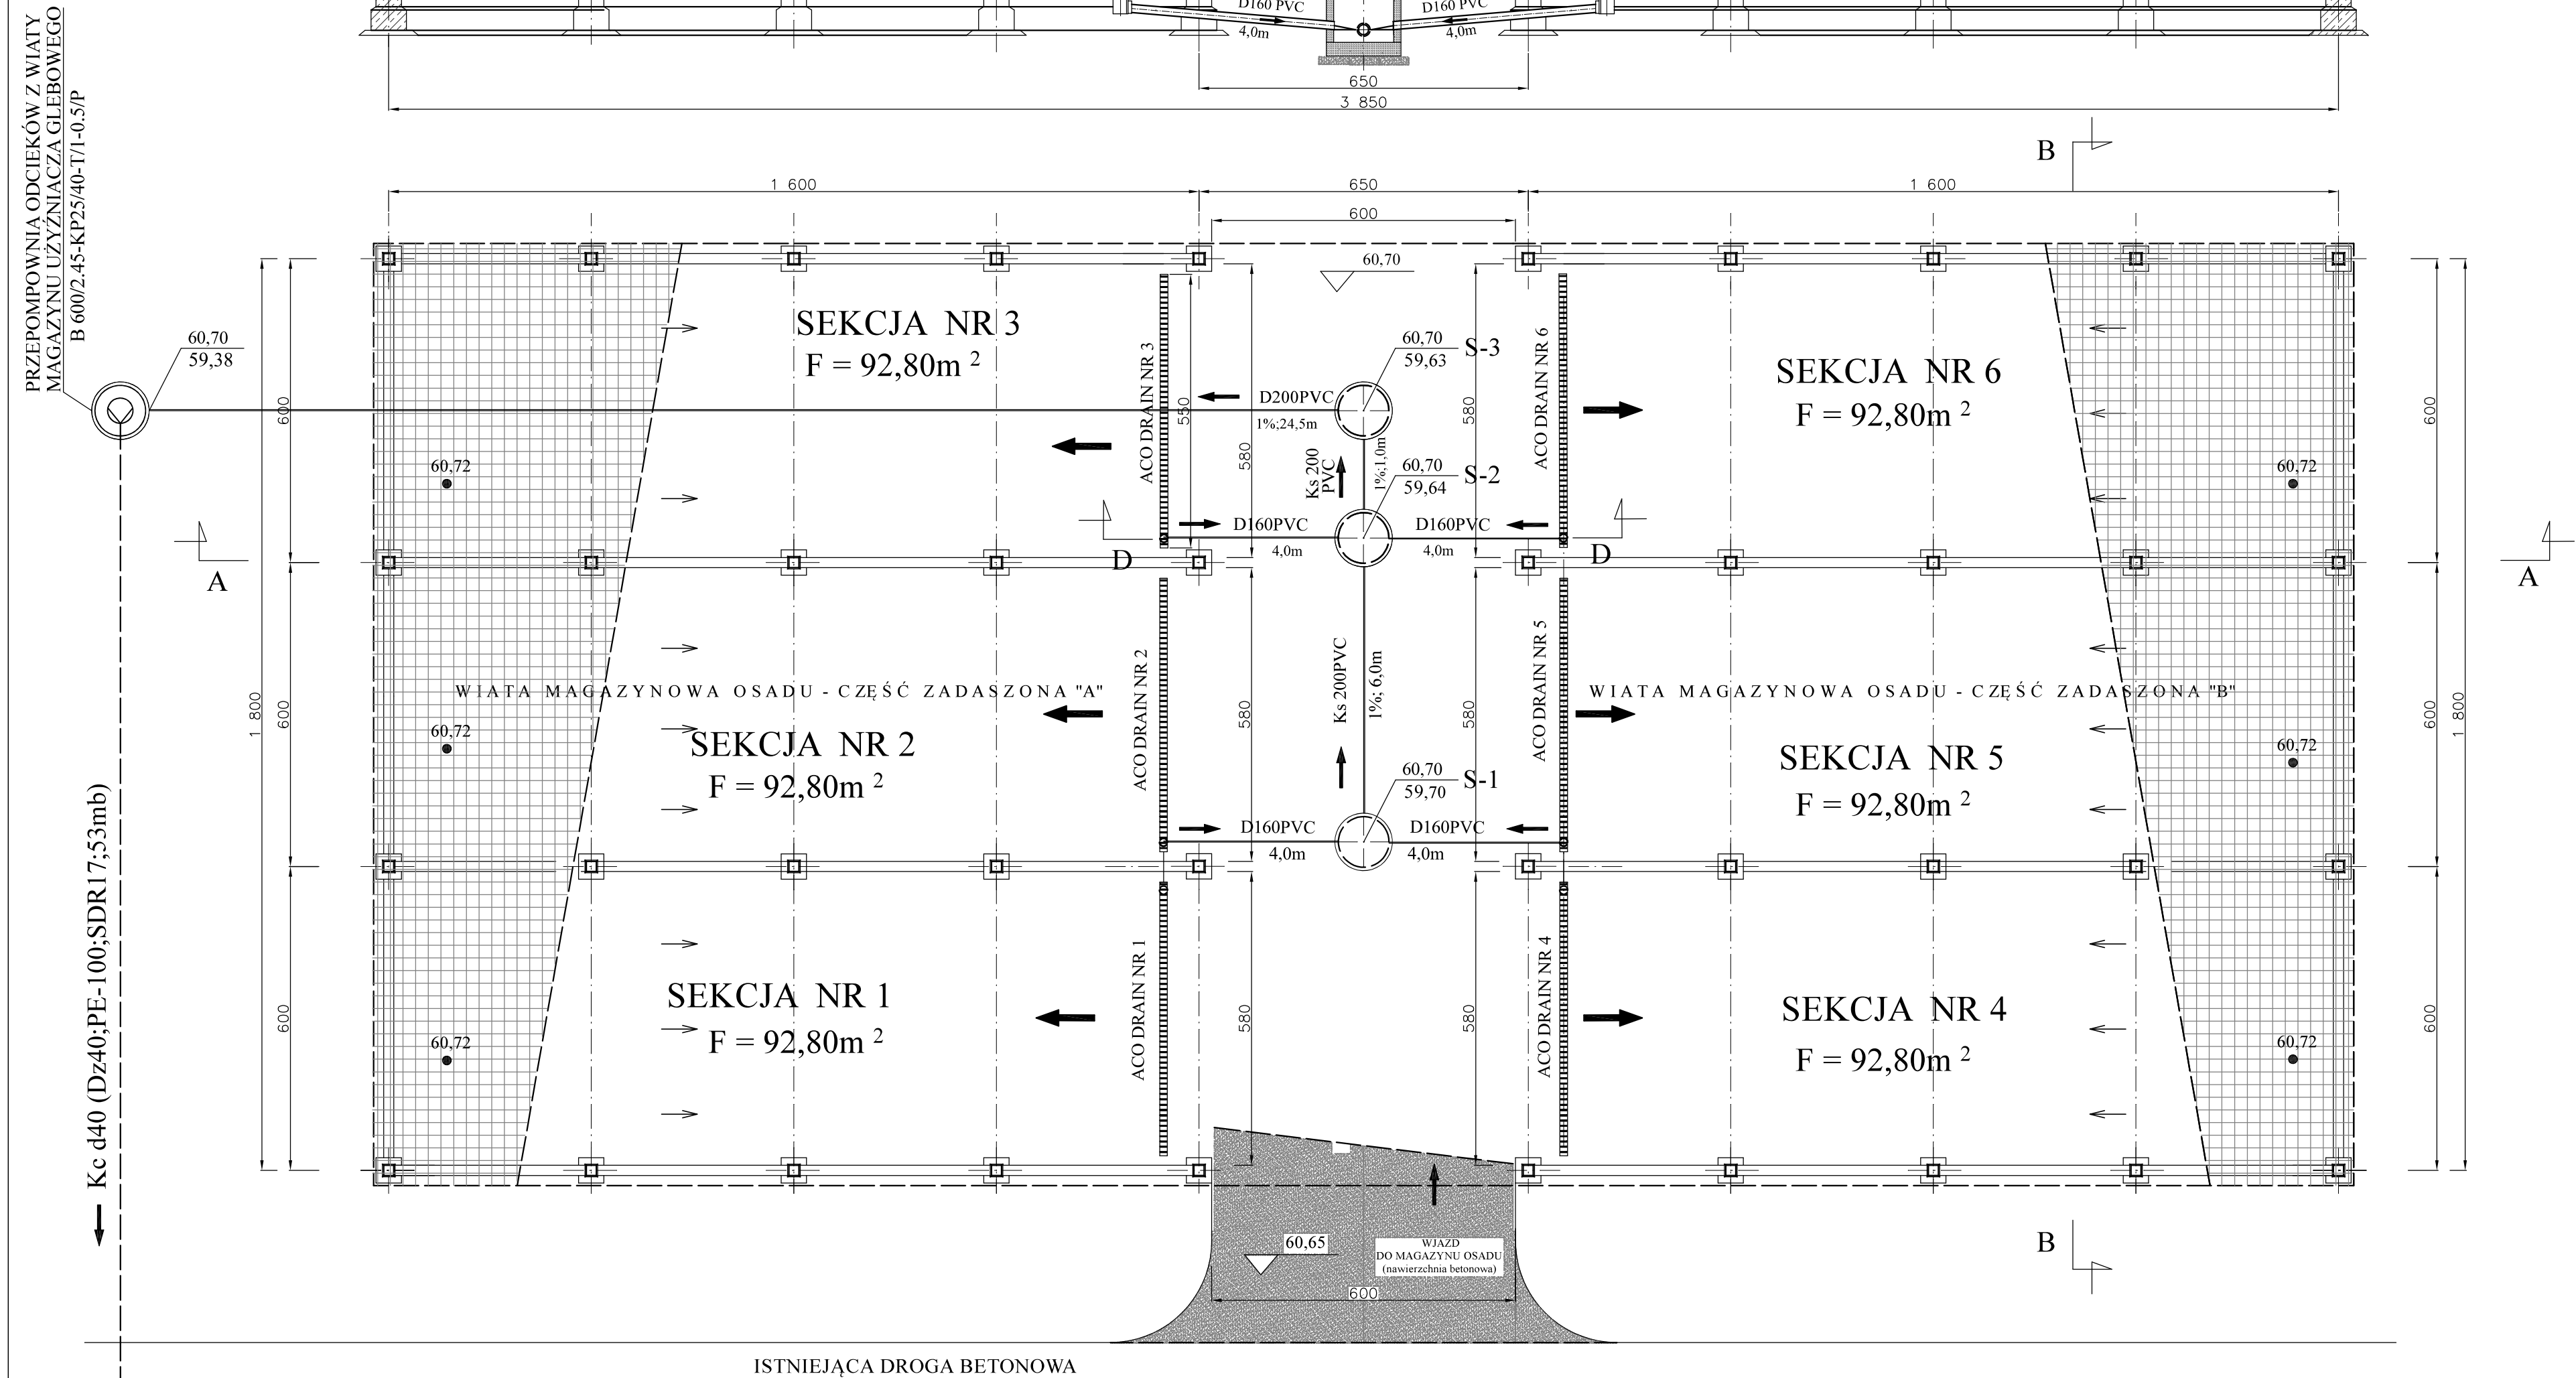 PRZEPOMPOWNIA ODCIEKÓW Z WIATY
MAGAZYNU UŻYŹNIACZA GLEBOWEGO
B 600/2.45-KP25/40-T/1-0.5/P
D160 PVC
4,0m
D160 PVC
4,0m
650
3 850
B
1 600
650
1 600
600
60,70
59,38
60,70
SEKCJA NR 3
F = 92,80m 2
ACO DRAIN NR 3
550
580
600
60,70
59,63
S-3
D200PVC
1%;24,5m
Ks 200
PVC
1%;1,0m
60,70
59,64
S-2
580
ACO DRAIN NR 6
SEKCJA NR 6
F = 92,80m 2
600
60,72
60,72
D160PVC
4,0m
D160PVC
4,0m
A
D
D
A
WIATA MAGAZYNOWA OSADU - CZĘŚĆ ZADASZONA "A"
WIATA MAGAZYNOWA OSADU - CZĘŚĆ ZADASZONA "B"
1 800
600
60,72
SEKCJA NR 2
F = 92,80m 2
ACO DRAIN NR 2
580
Ks 200PVC
1%; 6,0m
580
ACO DRAIN NR 5
SEKCJA NR 5
F = 92,80m 2
60,72
600
1 800
60,70
59,70
S-1
D160PVC
4,0m
D160PVC
4,0m
Kc d40 (Dz40;PE-100;SDR17;53mb)
600
60,72
SEKCJA NR 1
F = 92,80m 2
ACO DRAIN NR 1
580
580
ACO DRAIN NR 4
SEKCJA NR 4
F = 92,80m 2
60,72
600
60,65
WJAZD
DO MAGAZYNU OSADU
(nawierzchnia betonowa)
600
B
ISTNIEJĄCA DROGA BETONOWA